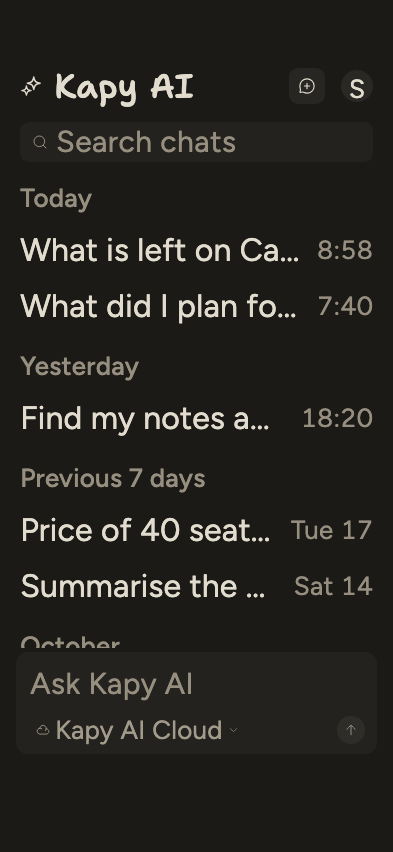 Kapy AI
S
Search chats
Today
What is left on Ca... 8:58
What did I plan fo... 7:40
Yesterday
Find my notes a... 18:20
Previous 7 days
Price of 40 seat... Tue 17
Summarise the ... Sat 14
October
Ask Kapy AI
Kapy AI Cloud